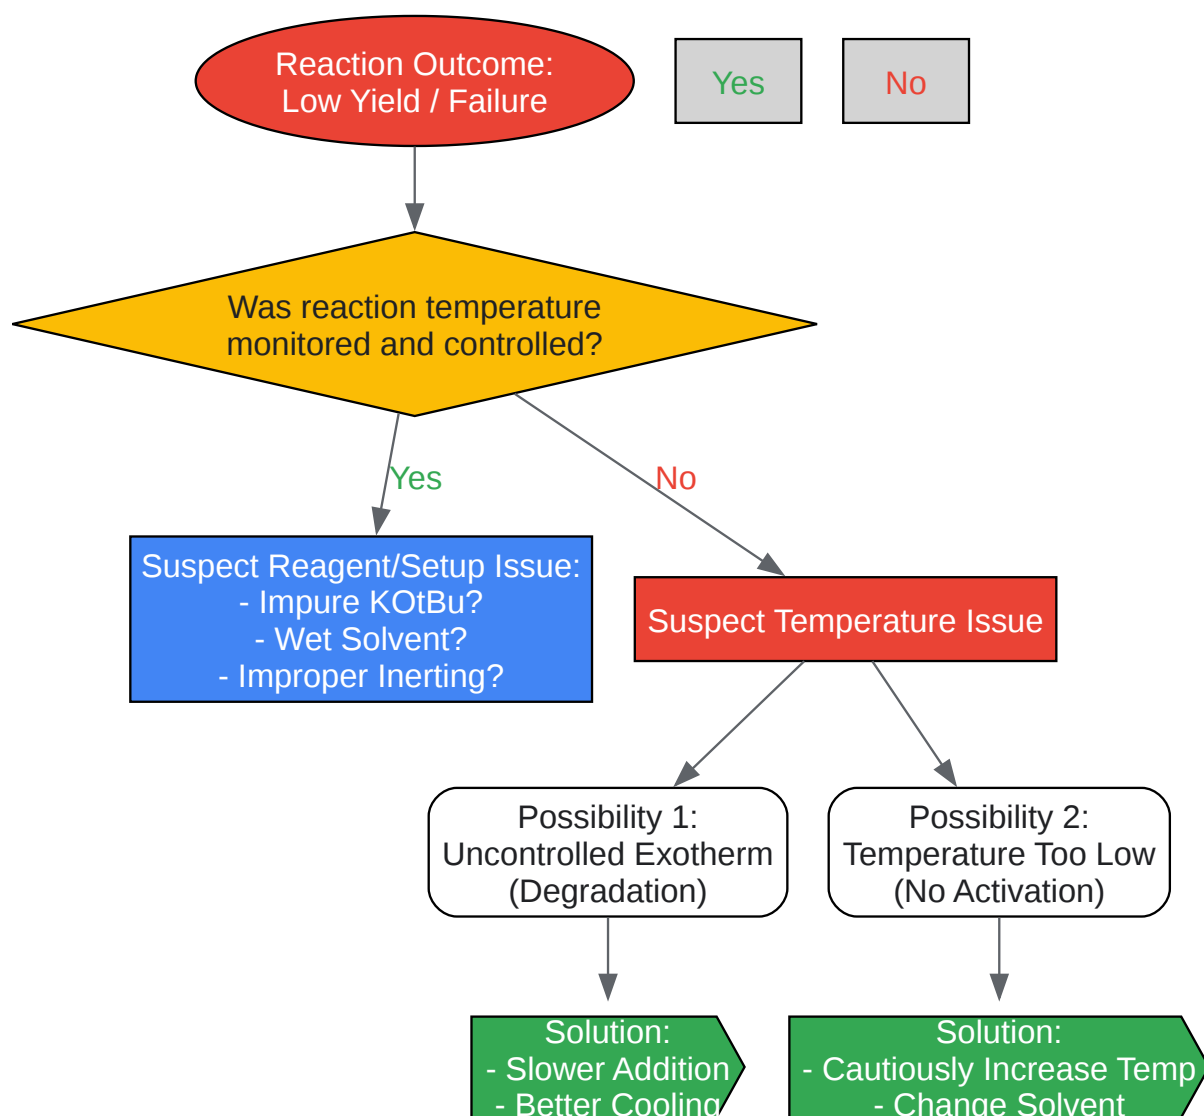 Reaction Outcome:
Low Yield / Failure
Yes
No
Was reaction temperature
monitored and controlled?
Yes
No
Suspect Reagent/Setup Issue:
- Impure KOtBu?
- Wet Solvent?
- Improper Inerting?
Suspect Temperature Issue
Possibility 1:
Uncontrolled Exotherm
(Degradation)
Possibility 2:
Temperature Too Low
(No Activation)
Solution:
- Slower Addition
- Better Cooling
Solution:
- Cautiously Increase Temp
- Change Solvent